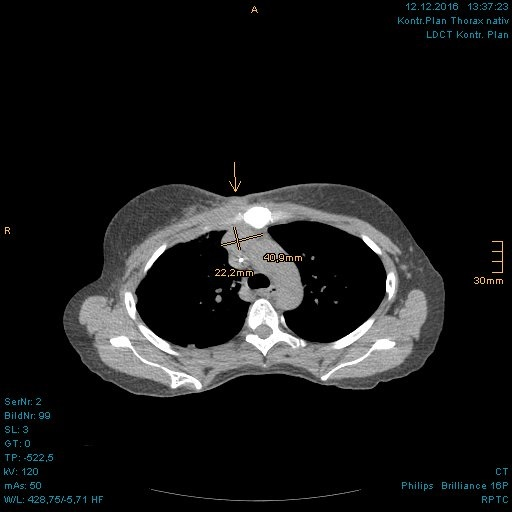 A
12.12.2016 13:37:23
Kontr.Plan Thorax nativ
LDCT Kontr. Plan
R
40,9mm
22,2mm
30mm
SerNr: 2
BildNr: 99
SL: 3
GT: 0
TP: -522,5
kV: 120
mAs: 50
W/L: 428,75/-5,71 HF
CT
Philips Brilliance 16P
RPTC